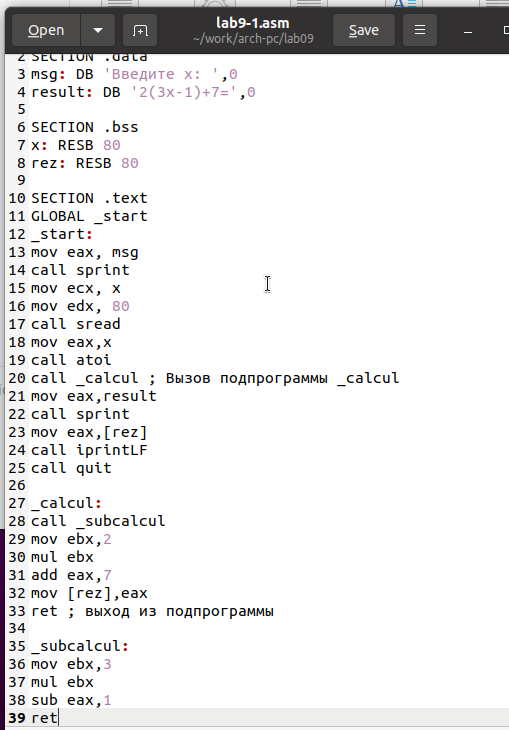 lab9-1.asm
Open Save
~/work/arch-pc/lab09
2 SECTION .data
3 msg: DB 'Введите x: ',0
4 result: DB '2(3x-1)+7=',0
5
6 SECTION .bss
7 x: RESB 80
8 rez: RESB 80
9
10 SECTION .text
11 GLOBAL _start
12 _start:
13 mov eax, msg
14 call sprint
15 mov ecx, x
16 mov edx, 80
17 call sread
18 mov eax,x
19 call atoi
20 call _calcul ; Вызов подпрограммы _calcul
21 mov eax,result
22 call sprint
23 mov eax,[rez]
24 call iprintLF
25 call quit
26
27 _calcul:
28 call _subcalcul
29 mov ebx,2
30 mul ebx
31 add eax,7
32 mov [rez],eax
33 ret ; выход из подпрограммы
34
35 _subcalcul:
36 mov ebx,3
37 mul ebx
38 sub eax,1
39 ret